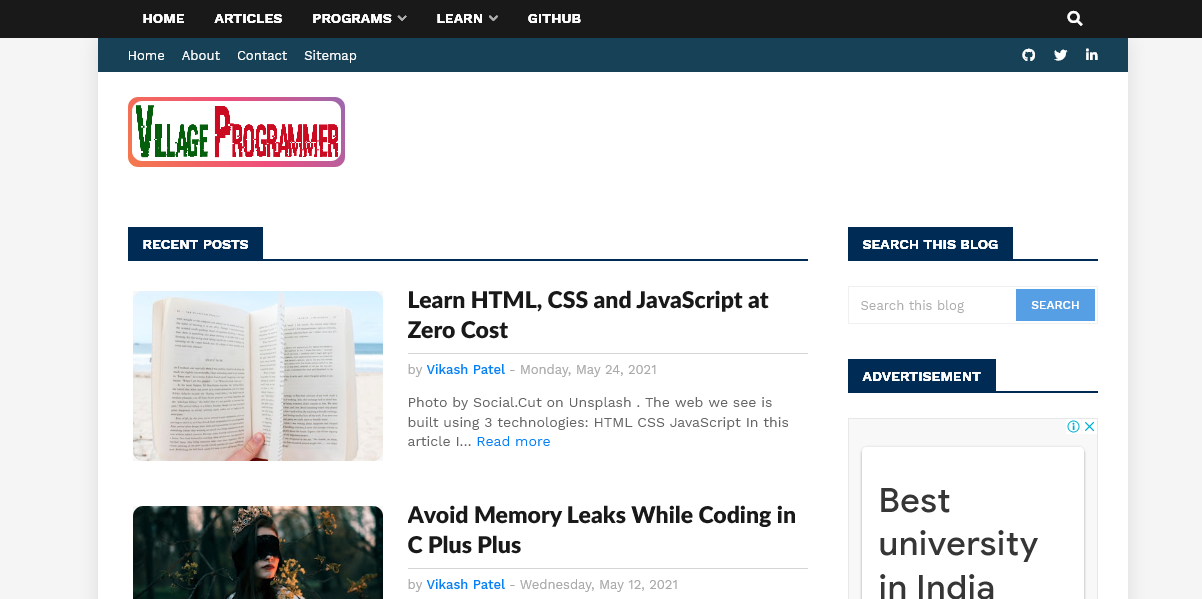 HOME ARTICLES PROGRAMS LEARN GITHUB
Home About Contact Sitemap
VILLAGE PROGRAMMER
RECENT POSTS
Learn HTML, CSS and JavaScript at
Zero Cost
by Vikash Patel - Monday, May 24, 2021
Photo by Social.Cut on Unsplash . The web we see is
built using 3 technologies: HTML CSS JavaScript In this
article I... Read more
Avoid Memory Leaks While Coding in
C Plus Plus
by Vikash Patel - Wednesday, May 12, 2021
SEARCH THIS BLOG
Search this blog SEARCH
ADVERTISEMENT
Best
university
in India